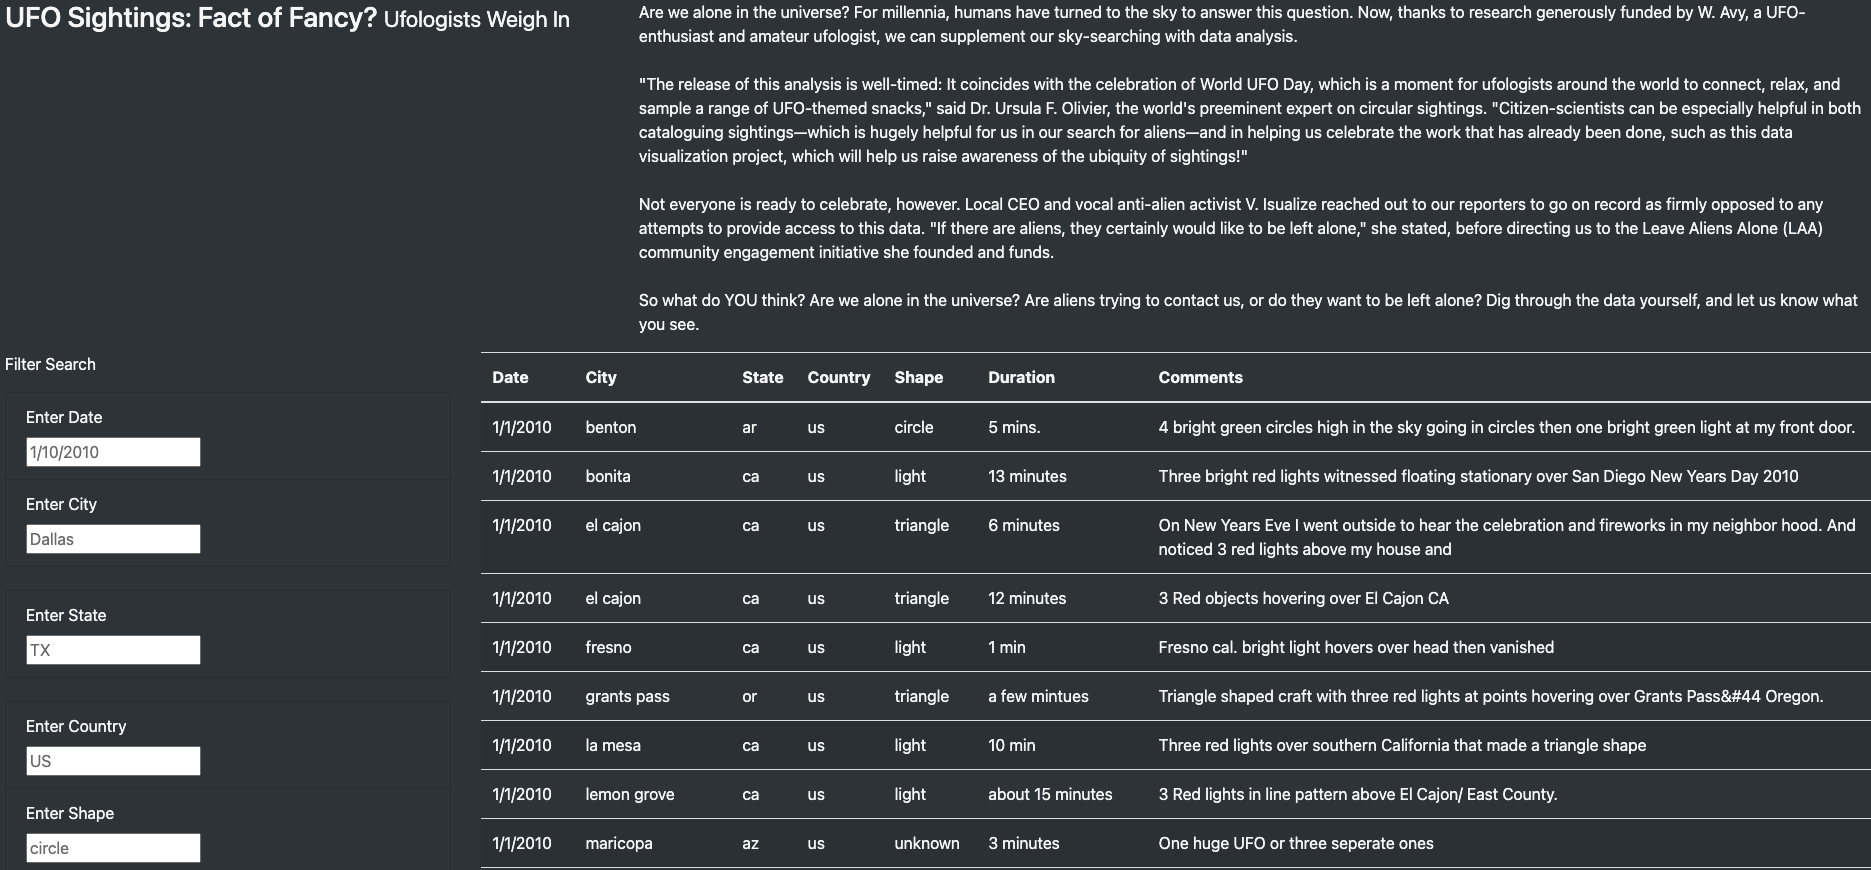 UFO Sightings: Fact of Fancy? Ufologists Weigh In
Are we alone in the universe? For millennia, humans have turned to the sky to answer this question. Now, thanks to research generously funded by W. Avy, a UFO-
enthusiast and amateur ufologist, we can supplement our sky-searching with data analysis.
"The release of this analysis is well-timed: It coincides with the celebration of World UFO Day, which is a moment for ufologists around the world to connect, relax, and
sample a range of UFO-themed snacks," said Dr. Ursula F. Olivier, the world's preeminent expert on circular sightings. "Citizen-scientists can be especially helpful in both
cataloguing sightings—which is hugely helpful for us in our search for aliens—and in helping us celebrate the work that has already been done, such as this data
visualization project, which will help us raise awareness of the ubiquity of sightings!"
Not everyone is ready to celebrate, however. Local CEO and vocal anti-alien activist V. Isualize reached out to our reporters to go on record as firmly opposed to any
attempts to provide access to this data. "If there are aliens, they certainly would like to be left alone," she stated, before directing us to the Leave Aliens Alone (LAA)
community engagement initiative she founded and funds.
So what do YOU think? Are we alone in the universe? Are aliens trying to contact us, or do they want to be left alone? Dig through the data yourself, and let us know what
you see.
Filter Search
Enter Date
1/10/2010
Enter City
Dallas
Enter State
TX
Enter Country
US
Enter Shape
circle
Date City State Country Shape Duration Comments
1/1/2010 benton ar us circle 5 mins. 4 bright green circles high in the sky going in circles then one bright green light at my front door.
1/1/2010 bonita ca us light 13 minutes Three bright red lights witnessed floating stationary over San Diego New Years Day 2010
1/1/2010 el cajon ca us triangle 6 minutes On New Years Eve I went outside to hear the celebration and fireworks in my neighbor hood. And
noticed 3 red lights above my house and
1/1/2010 el cajon ca us triangle 12 minutes 3 Red objects hovering over El Cajon CA
1/1/2010 fresno ca us light 1 min Fresno cal. bright light hovers over head then vanished
1/1/2010 grants pass or us triangle a few mintues Triangle shaped craft with three red lights at points hovering over Grants Pass&#44 Oregon.
1/1/2010 la mesa ca us light 10 min Three red lights over southern California that made a triangle shape
1/1/2010 lemon grove ca us light about 15 minutes 3 Red lights in line pattern above El Cajon/ East County.
1/1/2010 maricopa az us unknown 3 minutes One huge UFO or three seperate ones